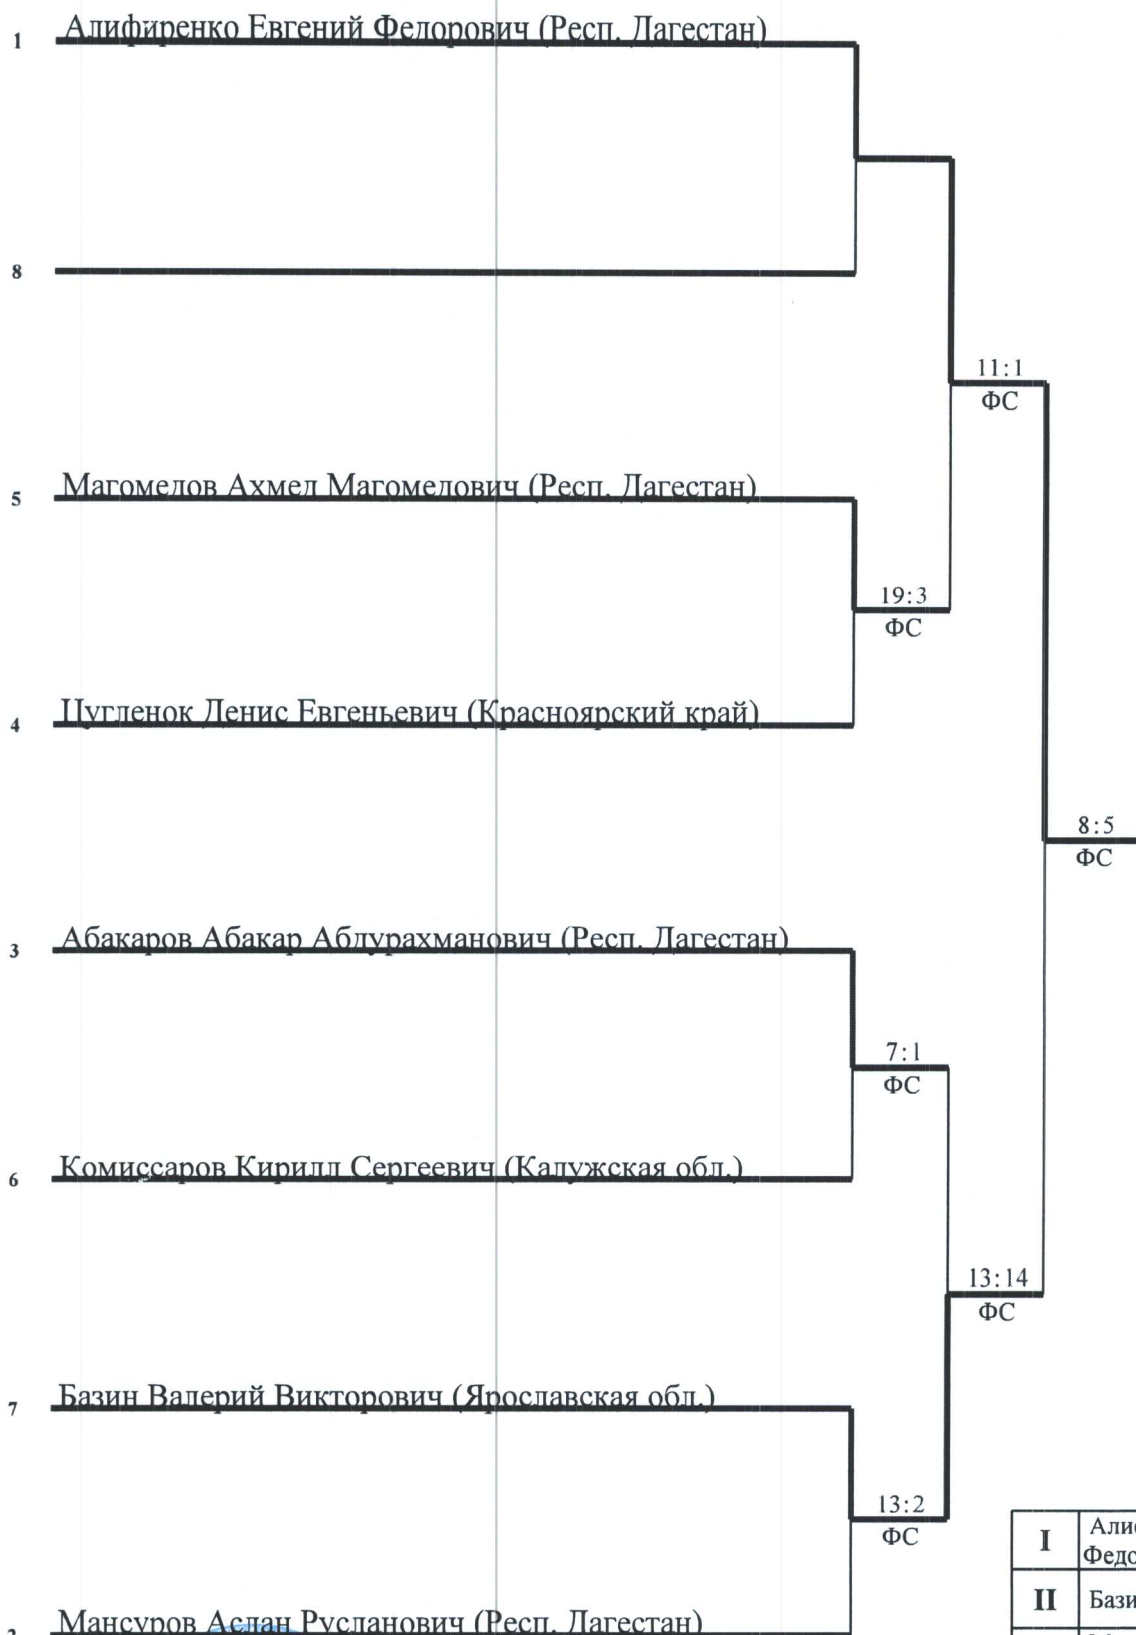 1 Алифиренко Евгений Федорович (Респ. Дагестан)
8
11:1
ФС
5 Магомедов Ахмед Магомедович (Респ. Дагестан)
19:3
ФС
4 Цугленок Денис Евгеньевич (Красноярский край)
8:5
ФС
3 Абакаров Абакар Абдурахманович (Респ. Дагестан)
7:1
ФС
6 Комиссаров Кирилл Сергеевич (Калужская обл.)
13:14
ФС
7 Базин Валерий Викторович (Ярославская обл.)
13:2
ФС
I
Федо
II Бази
Мансуров Аслан Русланович (Респ. Дагестан)